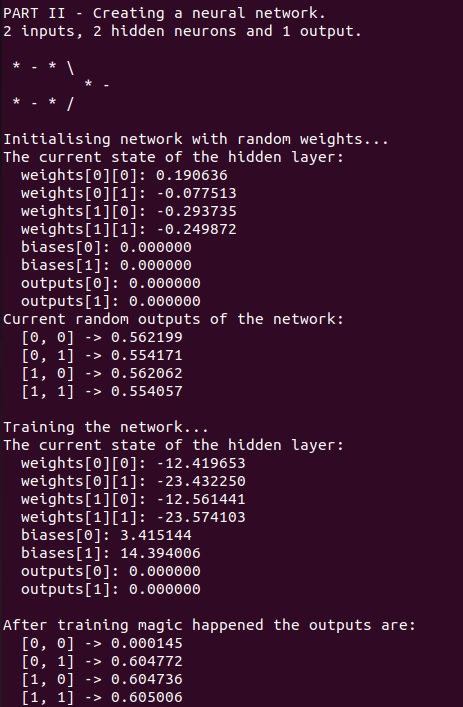 PART II - Creating a neural network.
2 inputs, 2 hidden neurons and 1 output.
* - * \
* -
* - * /
Initialising network with random weights...
The current state of the hidden layer:
weights[0][0]: 0.190636
weights[0][1]: -0.077513
weights[1][0]: -0.293735
weights[1][1]: -0.249872
biases[0]: 0.000000
biases[1]: 0.000000
outputs[0]: 0.000000
outputs[1]: 0.000000
Current random outputs of the network:
[0, 0] -> 0.562199
[0, 1] -> 0.554171
[1, 0] -> 0.562062
[1, 1] -> 0.554057
Training the network...
The current state of the hidden layer:
weights[0][0]: -12.419653
weights[0][1]: -23.432250
weights[1][0]: -12.561441
weights[1][1]: -23.574103
biases[0]: 3.415144
biases[1]: 14.394006
outputs[0]: 0.000000
outputs[1]: 0.000000
After training magic happened the outputs are:
[0, 0] -> 0.000145
[0, 1] -> 0.604772
[1, 0] -> 0.604736
[1, 1] -> 0.605006